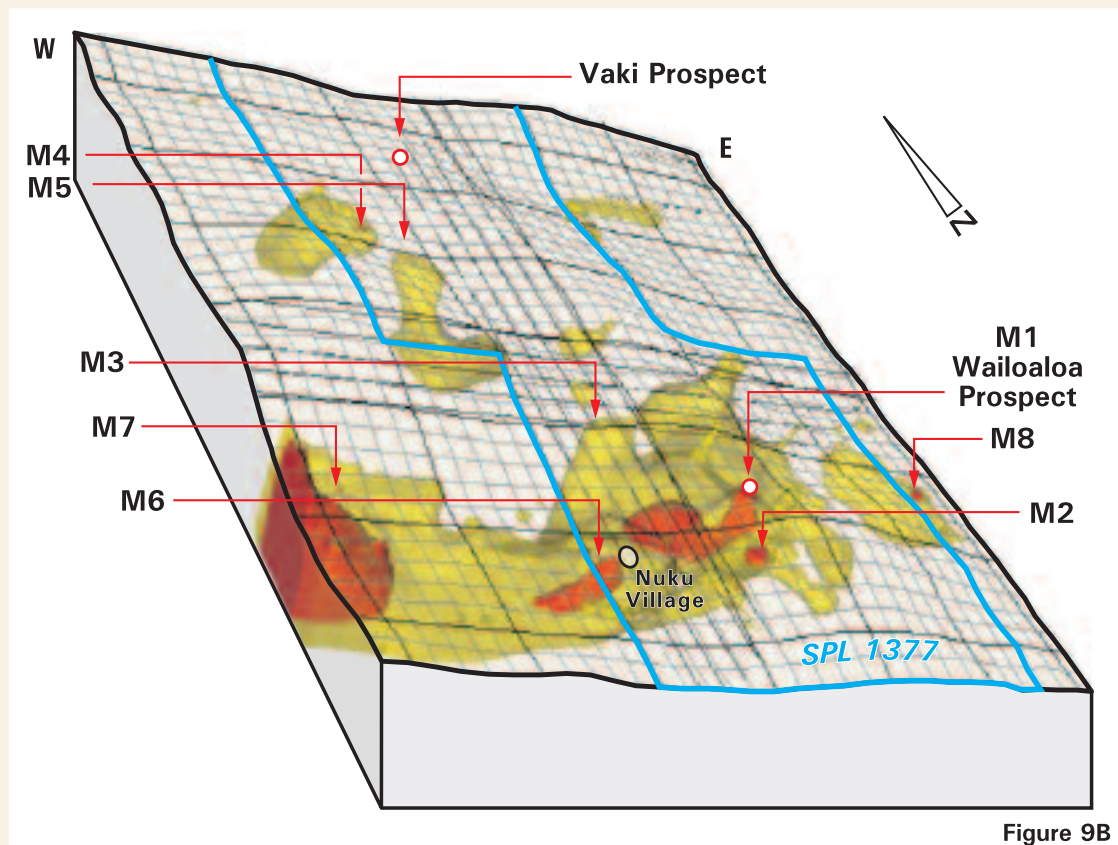 W
Vaki Prospect
E
M4
M5
N
M3
M1
Wailoaloa
Prospect
M7
M8
M6
M2
Nuku
Village
SPL 1377
Figure 9B